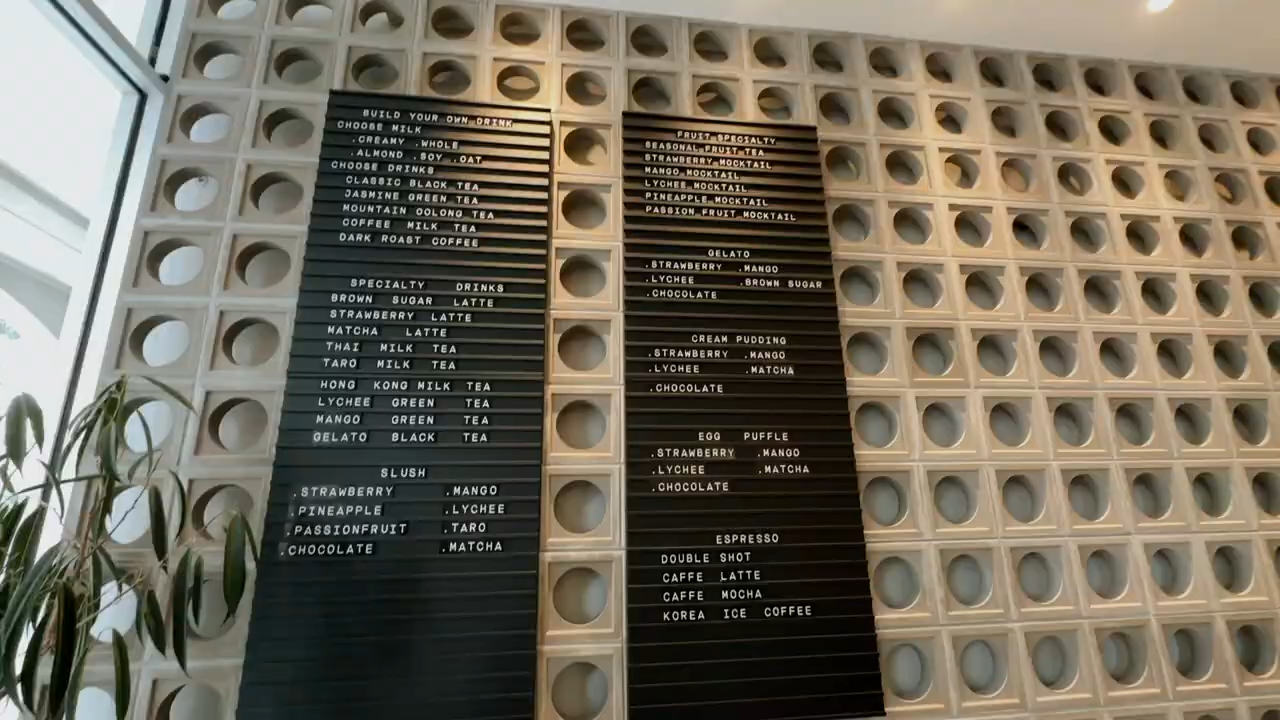 BUILD YOUR OWN DRINK
CHOOSE MILK
.CREAMY .WHOLE
.ALMOND .SOY .OAT
CHOOSE DRINKS
CLASSIC BLACK TEA
JASMINE GREEN TEA
MOUNTAIN OOLONG TEA
COFFEE MILK TEA
DARK ROAST COFFEE
SPECIALTY DRINKS
BROWN SUGAR LATTE
STRAWBERRY LATTE
MATCHA LATTE
THAI MILK TEA
TARO MILK TEA
HONG KONG MILK TEA
LYCHEE GREEN TEA
MANGO GREEN TEA
GELATO BLACK TEA
SLUSH
.STRAWBERRY .MANGO
.PINEAPPLE .LYCHEE
.PASSIONFRUIT .TARO
.CHOCOLATE .MATCHA
FRUIT SPECIALTY
SEASONAL FRUIT TEA
STRAWBERRY MOCKTAIL
MANGO MOCKTAIL
LYCHEE MOCKTAIL
PINEAPPLE MOCKTAIL
PASSION FRUIT MOCKTAIL
GELATO
.STRAWBERRY .MANGO
.LYCHEE .BROWN SUGAR
.CHOCOLATE
CREAM PUDDING
.STRAWBERRY .MANGO
.LYCHEE .MATCHA
.CHOCOLATE
EGG PUFFLE
.STRAWBERRY .MANGO
.LYCHEE .MATCHA
.CHOCOLATE
ESPRESSO
DOUBLE SHOT
CAFFE LATTE
CAFFE MOCHA
KOREA ICE COFFEE